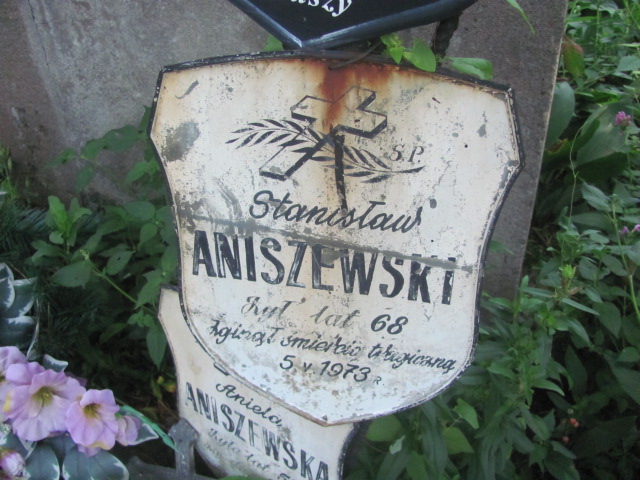 Ś.P.
Stanisław
ANISZEWSKI
Żył lat 68
Zginął śmiercią tragiczną
5.V.1973 R
Aniela
ANISZEWSKA